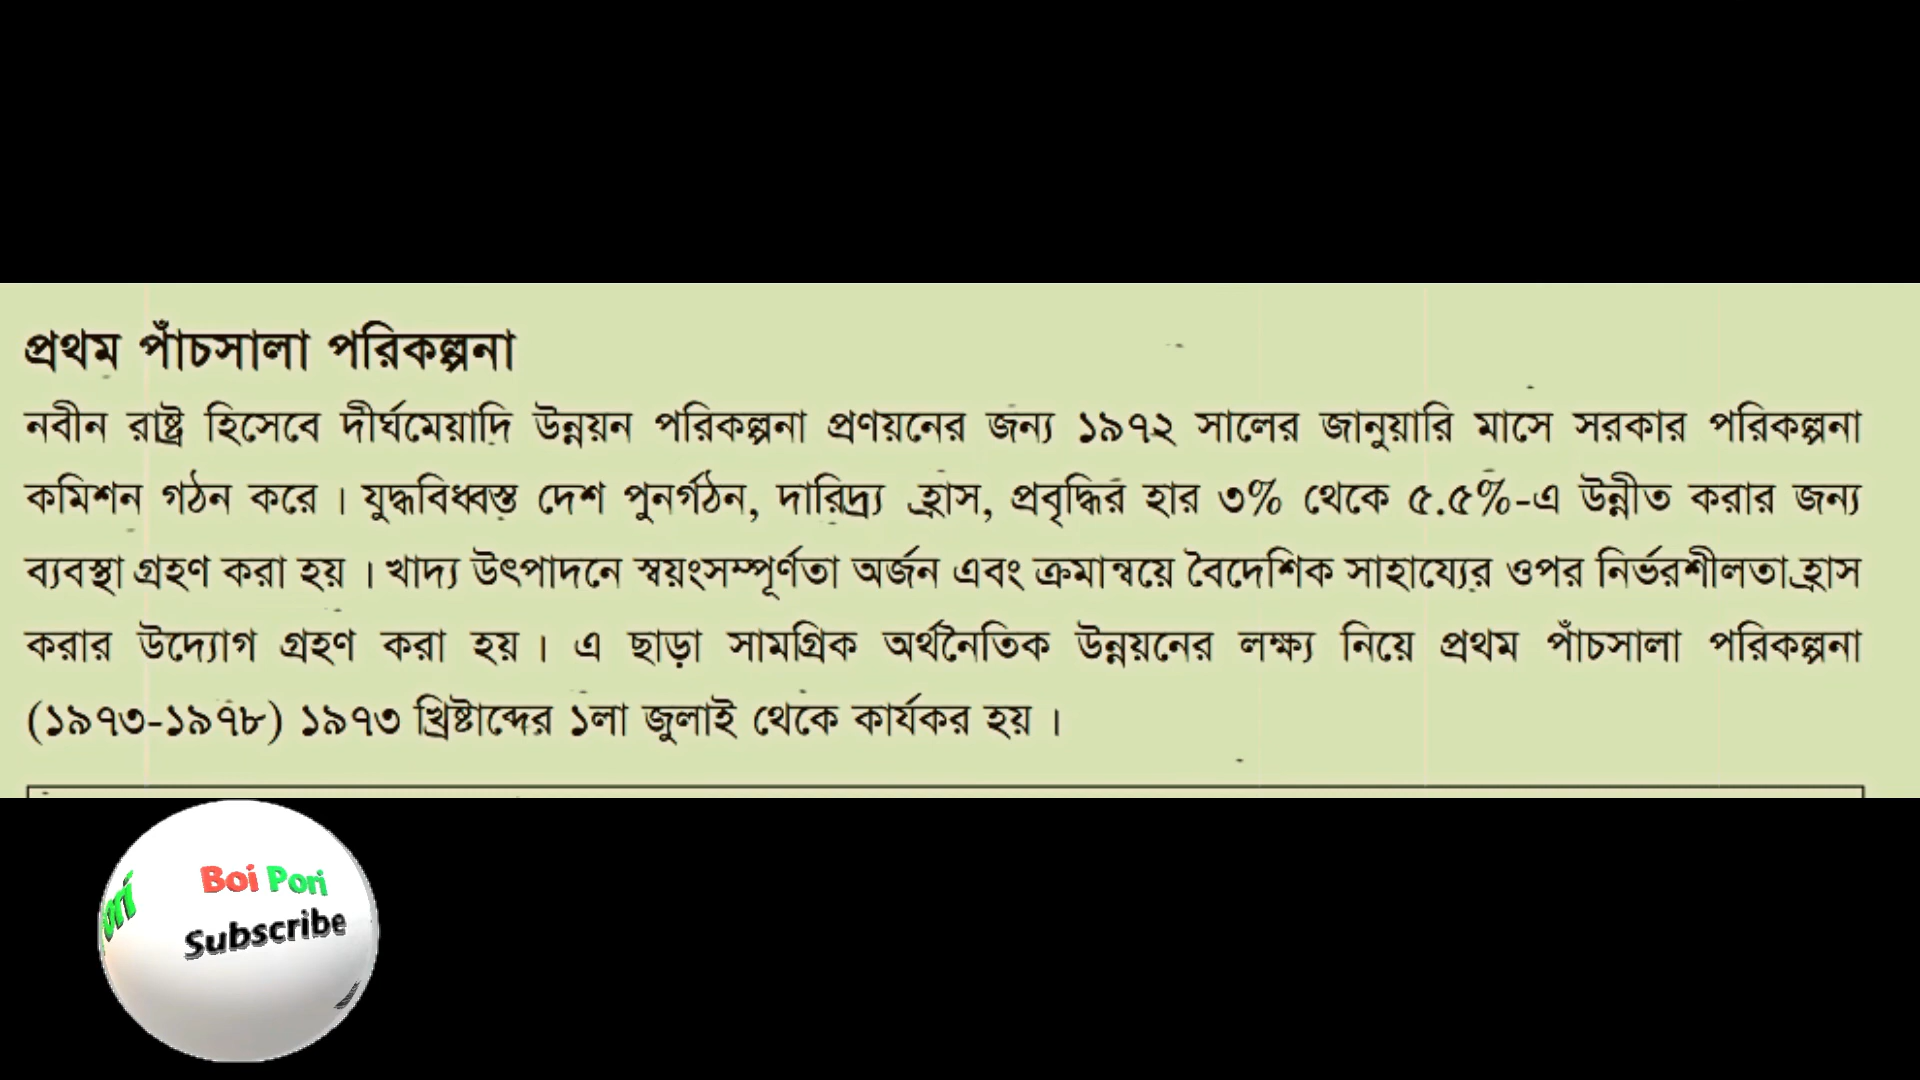 প্রথম পাঁচসালা পরিকল্পনা
নবীন রাষ্ট্র হিসেবে দীর্ঘমেয়াদি উন্নয়ন পরিকল্পনা প্রণয়নের জন্য ১৯৭২ সালের জানুয়ারি মাসে সরকার পরিকল্পনা
কমিশন গঠন করে । যুদ্ধবিধ্বস্ত দেশ পুনর্গঠন, দারিদ্র্য হ্রাস, প্রবৃদ্ধির হার ৩% থেকে ৫.৫%-এ উন্নীত করার জন্য
ব্যবস্থা গ্রহণ করা হয় । খাদ্য উৎপাদনে স্বয়ংসম্পূর্ণতা অর্জন এবং ক্রমান্বয়ে বৈদেশিক সাহায্যের ওপর নির্ভরশীলতা হ্রাস
করার উদ্যোগ গ্রহণ করা হয় । এ ছাড়া সামগ্রিক অর্থনৈতিক উন্নয়নের লক্ষ্য নিয়ে প্রথম পাঁচসালা পরিকল্পনা
(১৯৭৩-১৯৭৮) ১৯৭৩ খ্রিষ্টাব্দের ১লা জুলাই থেকে কার্যকর হয় ।
Boi Pori
ori
Subscribe